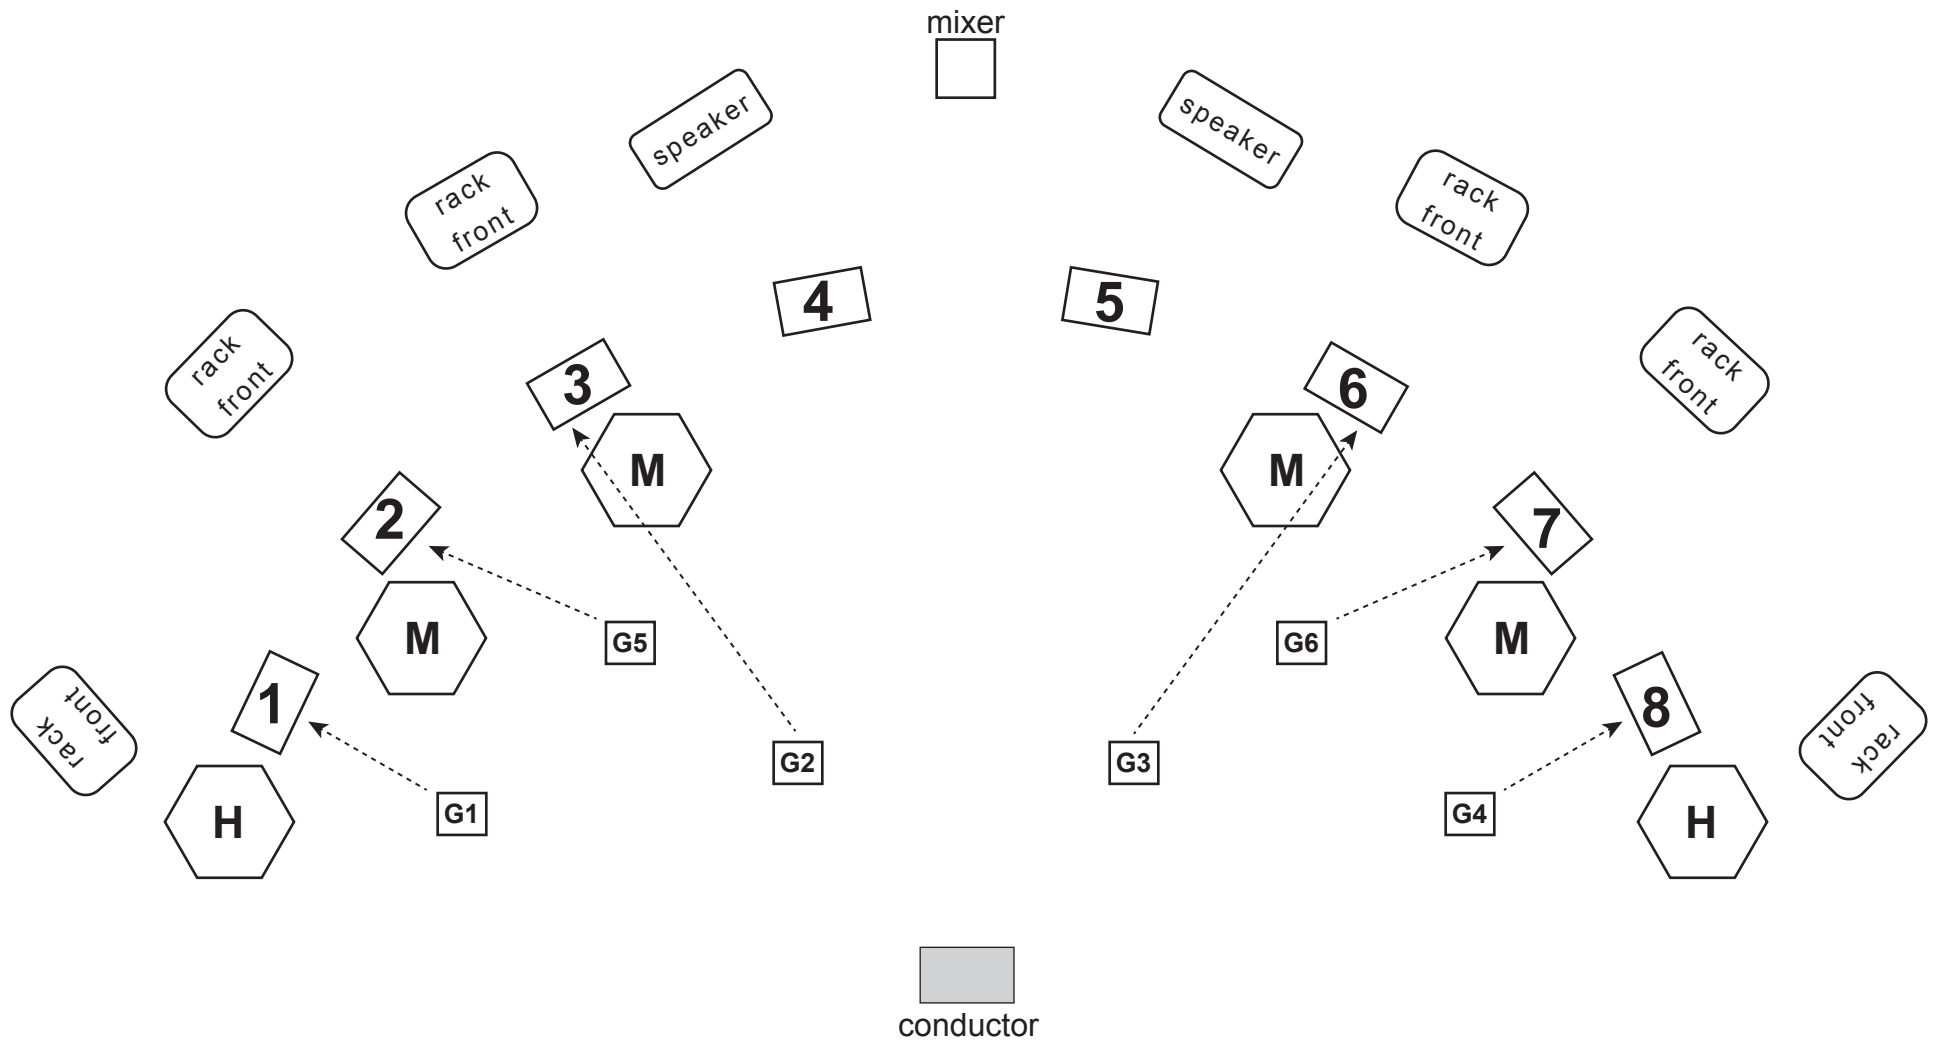 mixer
speaker
speaker
rack
front
rack
front
4
5
rack
front
rack
front
3
6
M
M
2
7
G5
G6
M
M
1
8
rack
front
rack
front
G2
G3
H
G1
G4
H
conductor